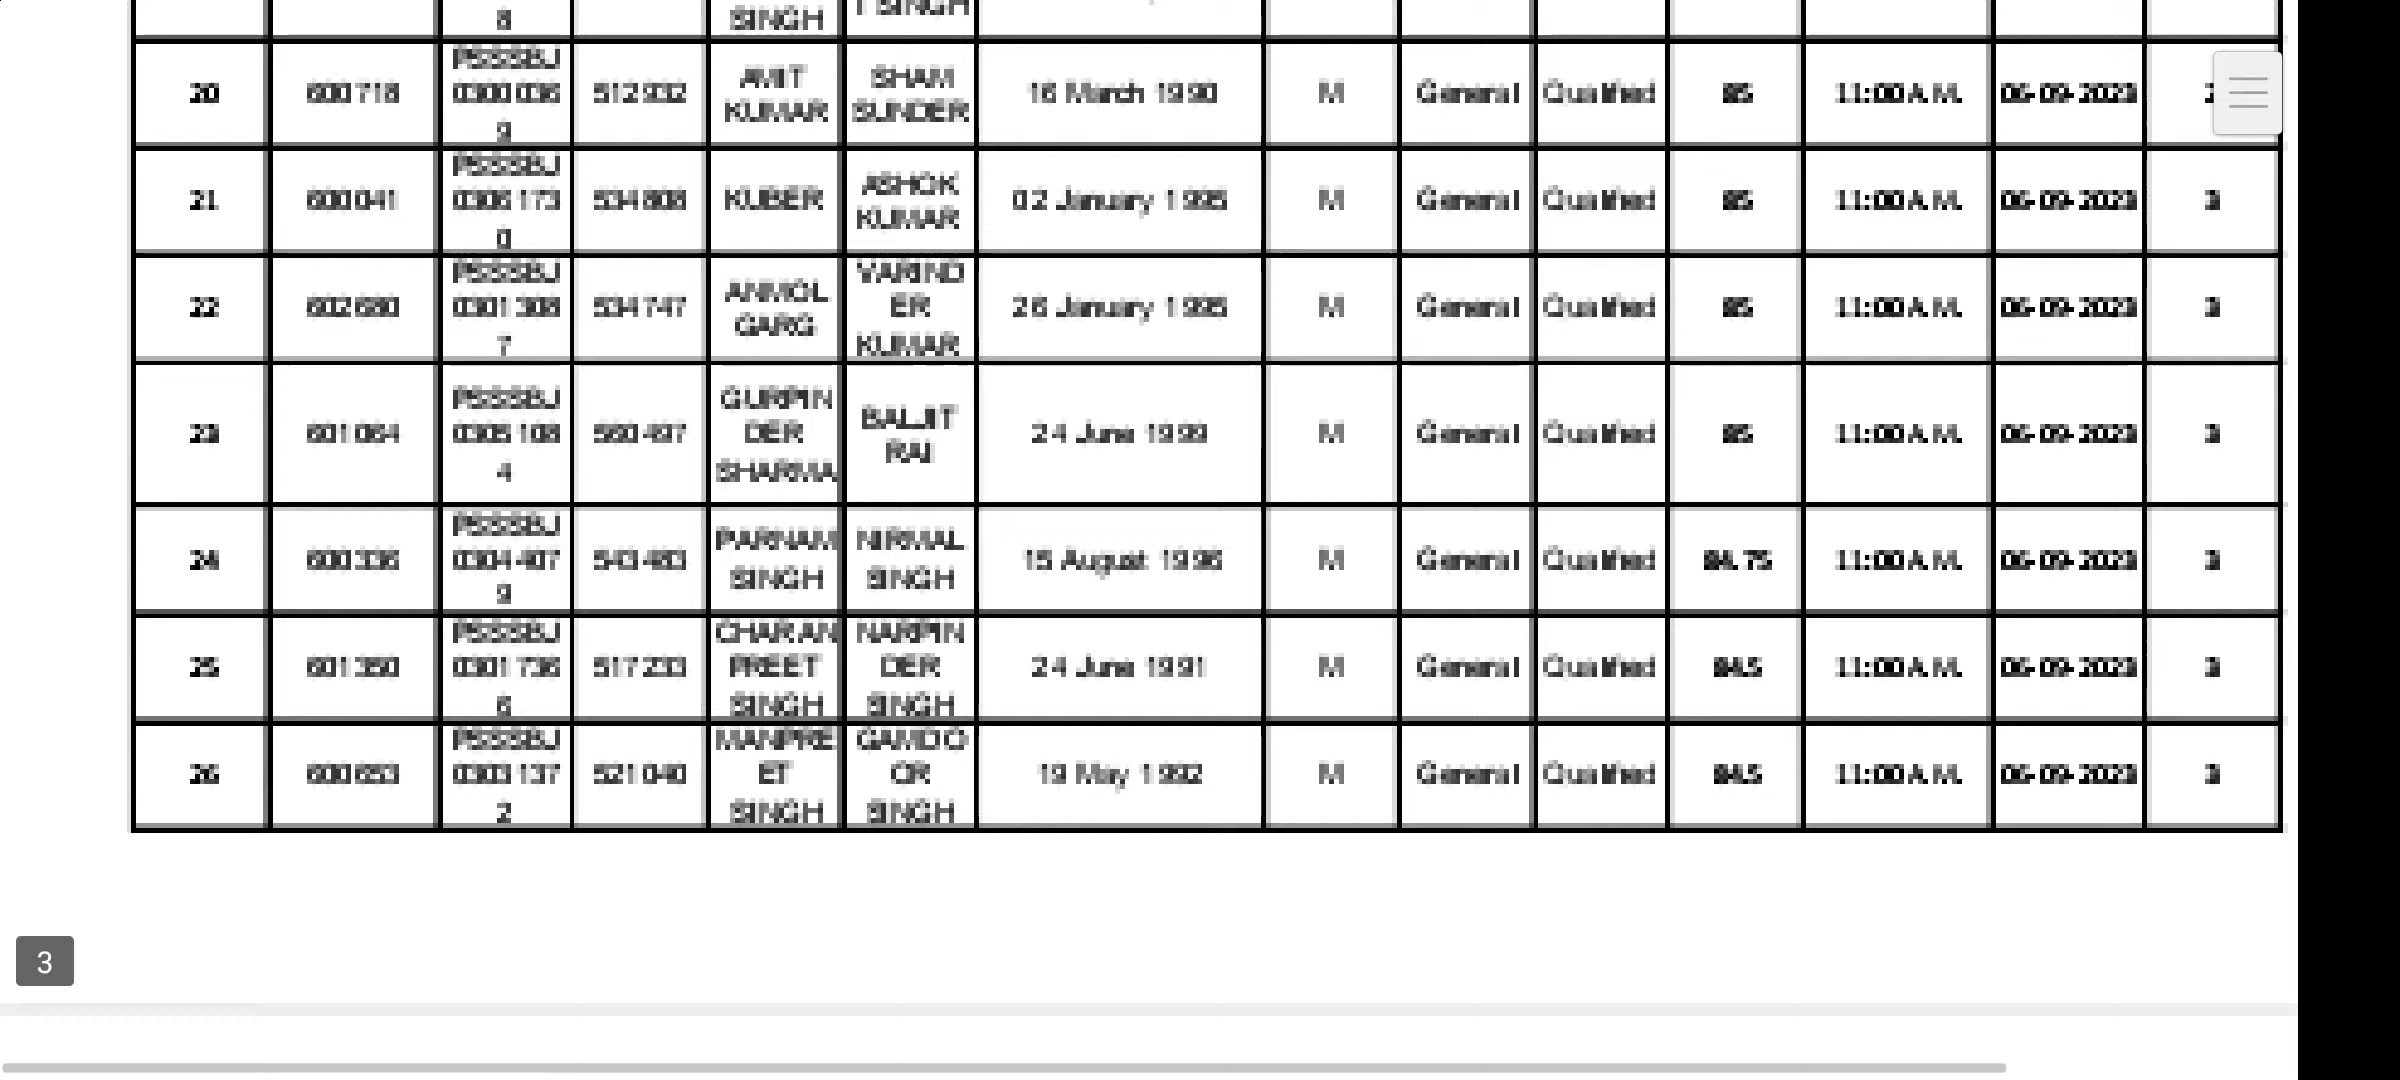 8 SINGH T SINGH
20 600718 PSSSBJ 0300036 9 512932 AMIT KUMAR SHAM SUNDER 16 March 1990 M General Qualified 85 11:00 A.M. 06-09-2023
21 600041 PSSSBJ 0306173 0 534808 KUBER ASHOK KUMAR 02 January 1995 M General Qualified 85 11:00 A.M. 06-09-2023 3
22 602680 PSSSBJ 0301308 7 534747 ANMOL GARG VARIND ER KUMAR 26 January 1995 M General Qualified 85 11:00 A.M. 06-09-2023 3
23 601064 PSSSBJ 0305108 4 560497 GURPIN DER SHARMA BALJIT RAI 24 June 1999 M General Qualified 85 11:00 A.M. 06-09-2023 3
24 600336 PSSSBJ 0304407 9 543483 PARNAM SINGH NIRMAL SINGH 15 August 1996 M General Qualified 84.75 11:00 A.M. 06-09-2023 3
25 601350 PSSSBJ 0301736 6 517233 CHARAN PREET SINGH NARPIN DER SINGH 24 June 1991 M General Qualified 84.5 11:00 A.M. 06-09-2023 3
26 600653 PSSSBJ 0303137 2 521040 MANPRE ET SINGH GAMDO OR SINGH 19 May 1992 M General Qualified 84.5 11:00 A.M. 06-09-2023 3
3